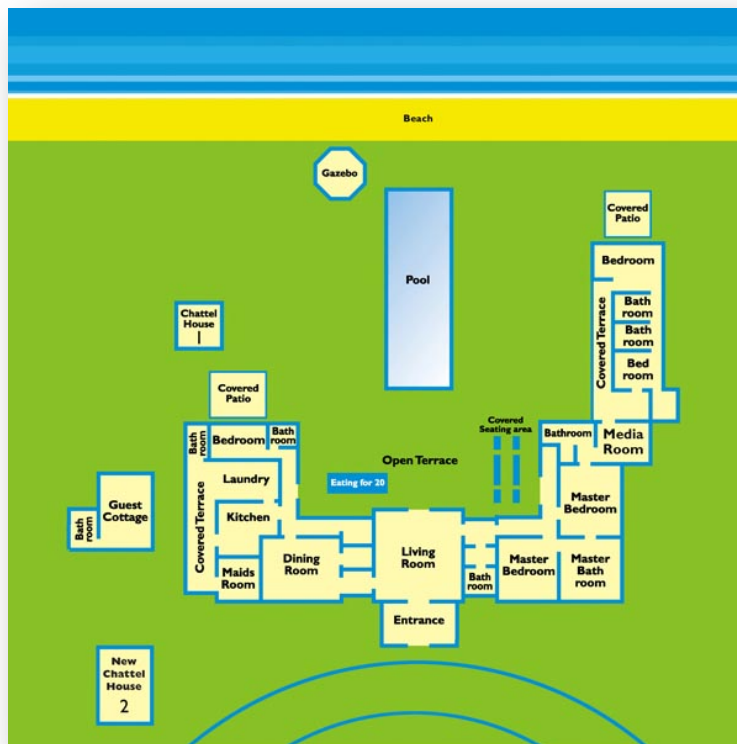 Beach
Gazebo
Covered
Patio
Bedroom
Pool
Covered Terrace
Bath
room
Bath
room
Bed
room
Chattel
House
1
Covered
Patio
Covered
Seating area
Bath
room
Bedroom
Bath
room
Bathroom
Media
Room
Open Terrace
Laundry
Eating for 20
Master
Bedroom
Guest
Cottage
Bath
room
Kitchen
Covered Terrace
Dining
Room
Living
Room
Maids
Room
Bath
room
Master
Bedroom
Master
Bath
room
Entrance
New
Chattel
House
2